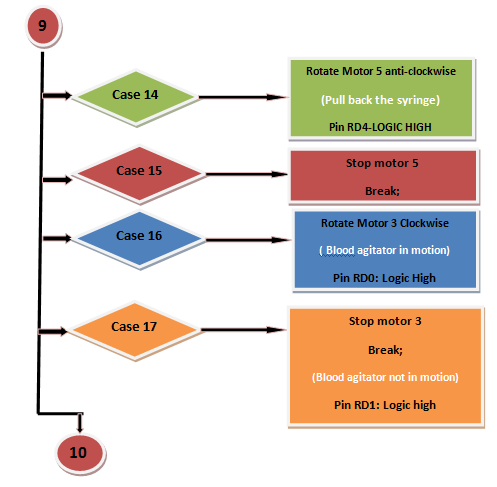 9
Case 14
Rotate Motor 5 anti-clockwise
(Pull back the syringe)
Pin RD4-LOGIC HIGH
Case 15
Stop motor 5
Break;
Case 16
Rotate Motor 3 Clockwise
( Blood agitator in motion)
Pin RD0: Logic High
Case 17
Stop motor 3
Break;
(Blood agitator not in motion)
Pin RD1: Logic high
10